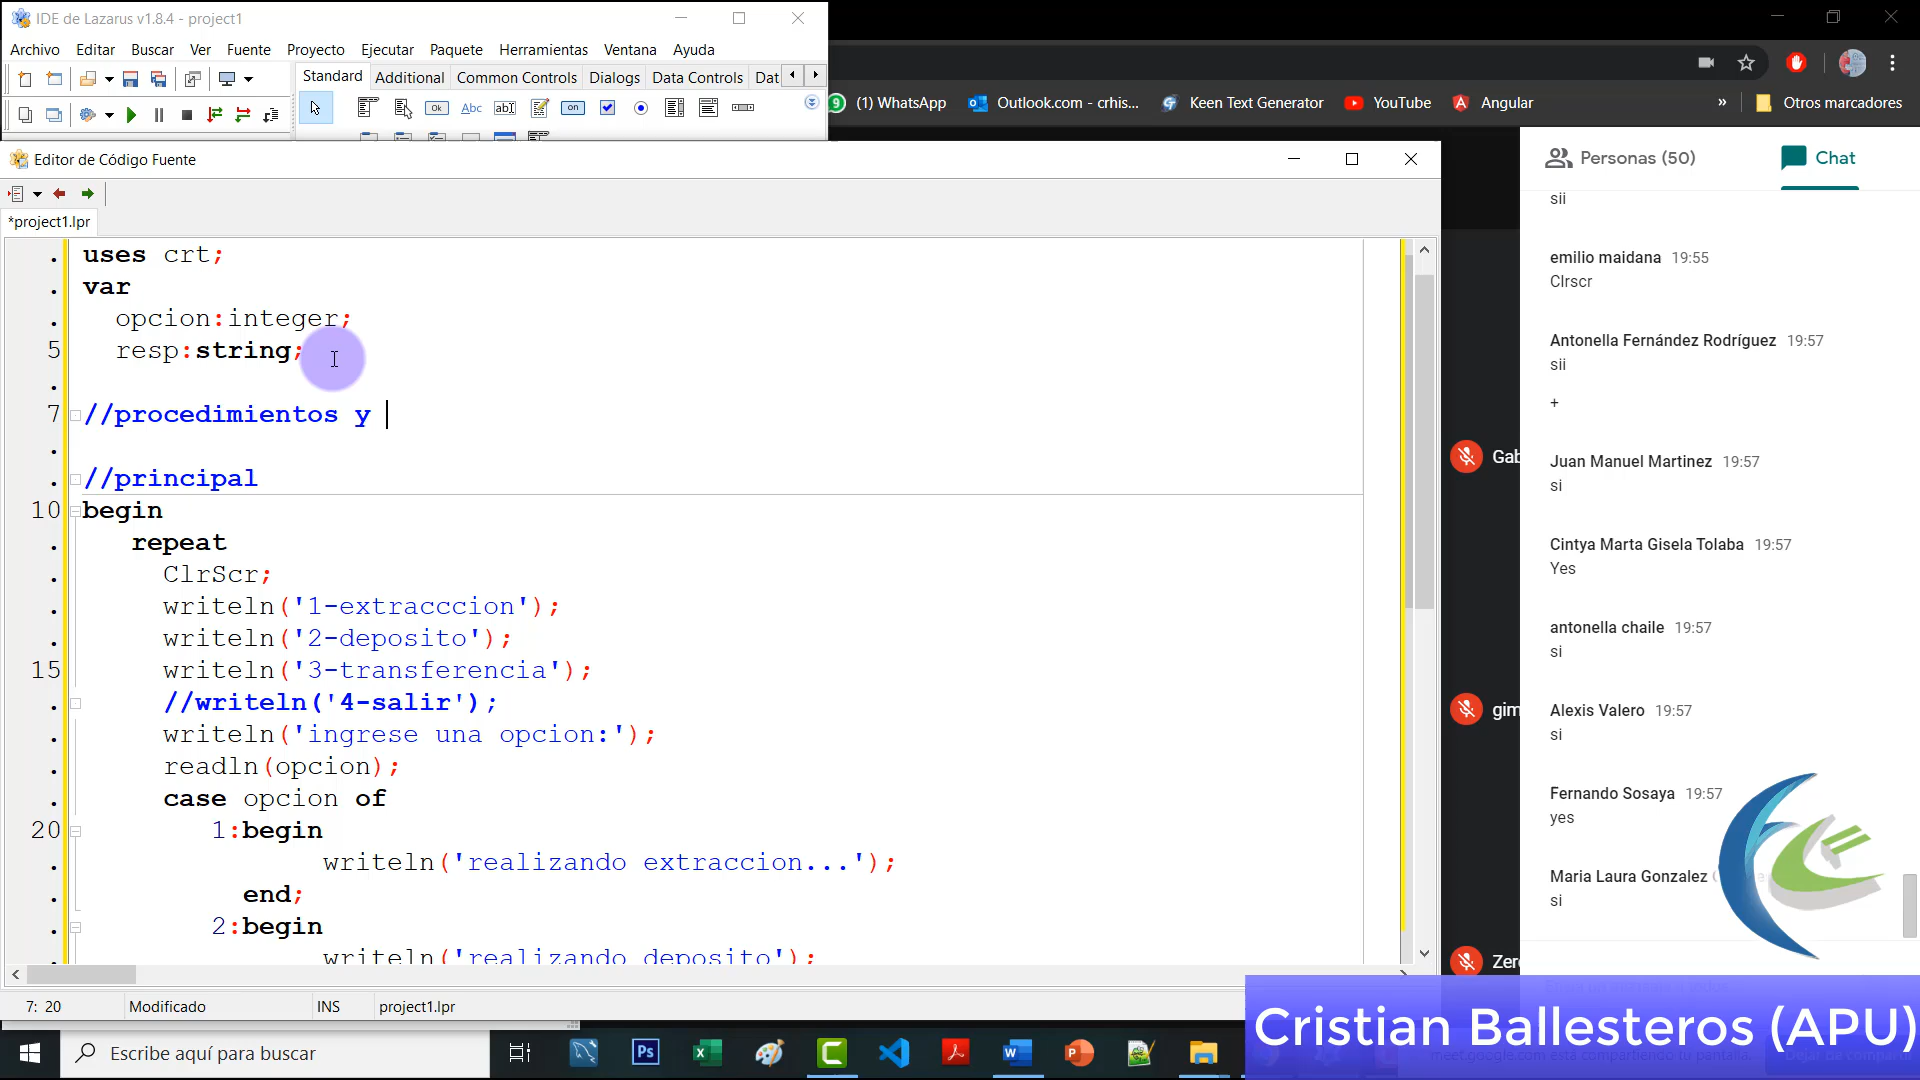 IDE de Lazarus v1.8.4 - project1
Archivo Editar Buscar Ver Fuente Proyecto Ejecutar Paquete Herramientas Ventana Ayuda
Standard Additional Common Controls Dialogs Data Controls Dat
Ok Abc ab on
(1) WhatsApp Outlook.com - crhis... Keen Text Generator YouTube Angular » Otros marcadores
Editor de Código Fuente
*project1.lpr
uses crt;
var
opcion:integer;
5 resp:string;
7 //procedimientos y
//principal
10 begin
repeat
ClrScr;
writeln('1-extracccion');
writeln('2-deposito');
15 writeln('3-transferencia');
//writeln('4-salir');
writeln('ingrese una opcion:');
readln(opcion);
case opcion of
20 1:begin
writeln('realizando extraccion...');
end;
2:begin
writeln('realizando deposito');
7: 20 Modificado INS project1.lpr
Personas (50) Chat
sii
emilio maidana 19:55
Clrscr
Antonella Fernández Rodríguez 19:57
sii
+
Juan Manuel Martinez 19:57
si
Cintya Marta Gisela Tolaba 19:57
Yes
antonella chaile 19:57
si
Alexis Valero 19:57
si
Fernando Sosaya 19:57
yes
Maria Laura Gonzalez
si
Gab
gim
Zero
Cristian Ballesteros (APU)
Escribe aquí para buscar